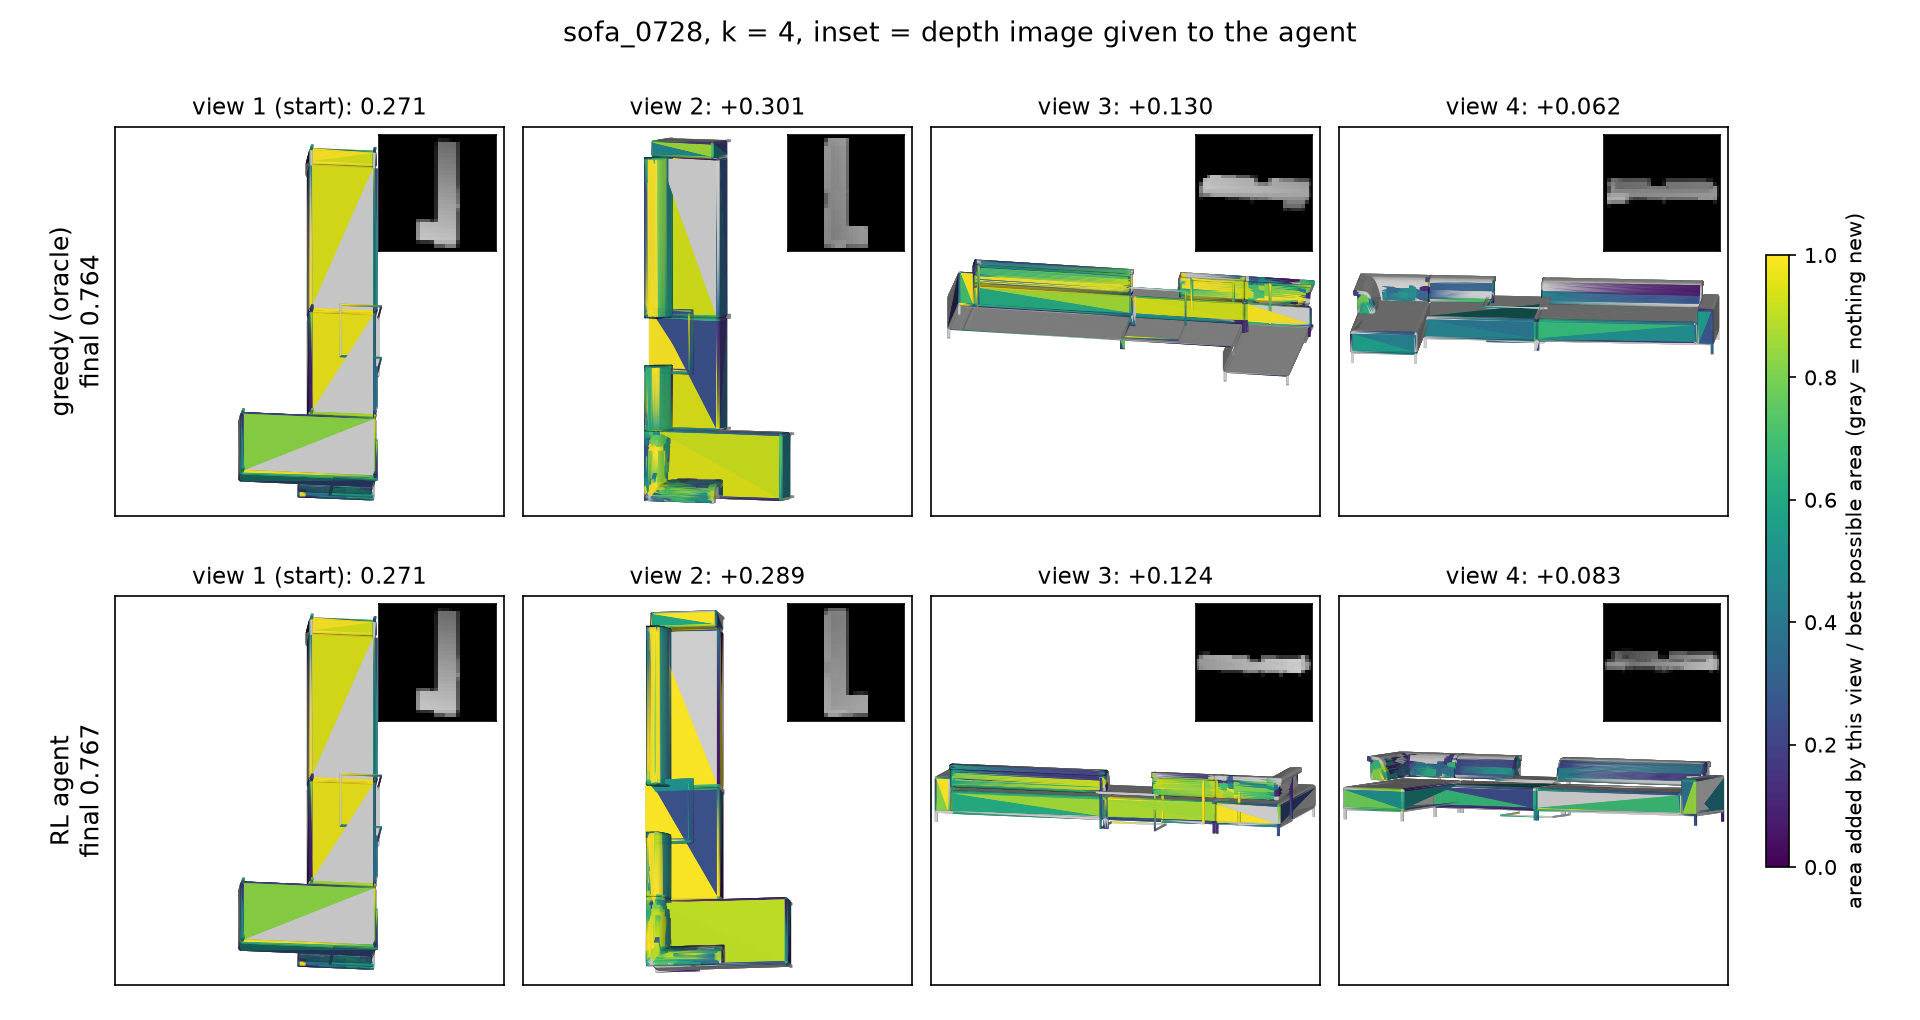 sofa_0728, k = 4, inset = depth image given to the agent
greedy (oracle)
final 0.764
view 1 (start): 0.271
view 2: +0.301
view 3: +0.130
view 4: +0.062
RL agent
final 0.767
view 1 (start): 0.271
view 2: +0.289
view 3: +0.124
view 4: +0.083
1.0
0.8
0.6
0.4
0.2
0.0
area added by this view / best possible area (gray = nothing new)